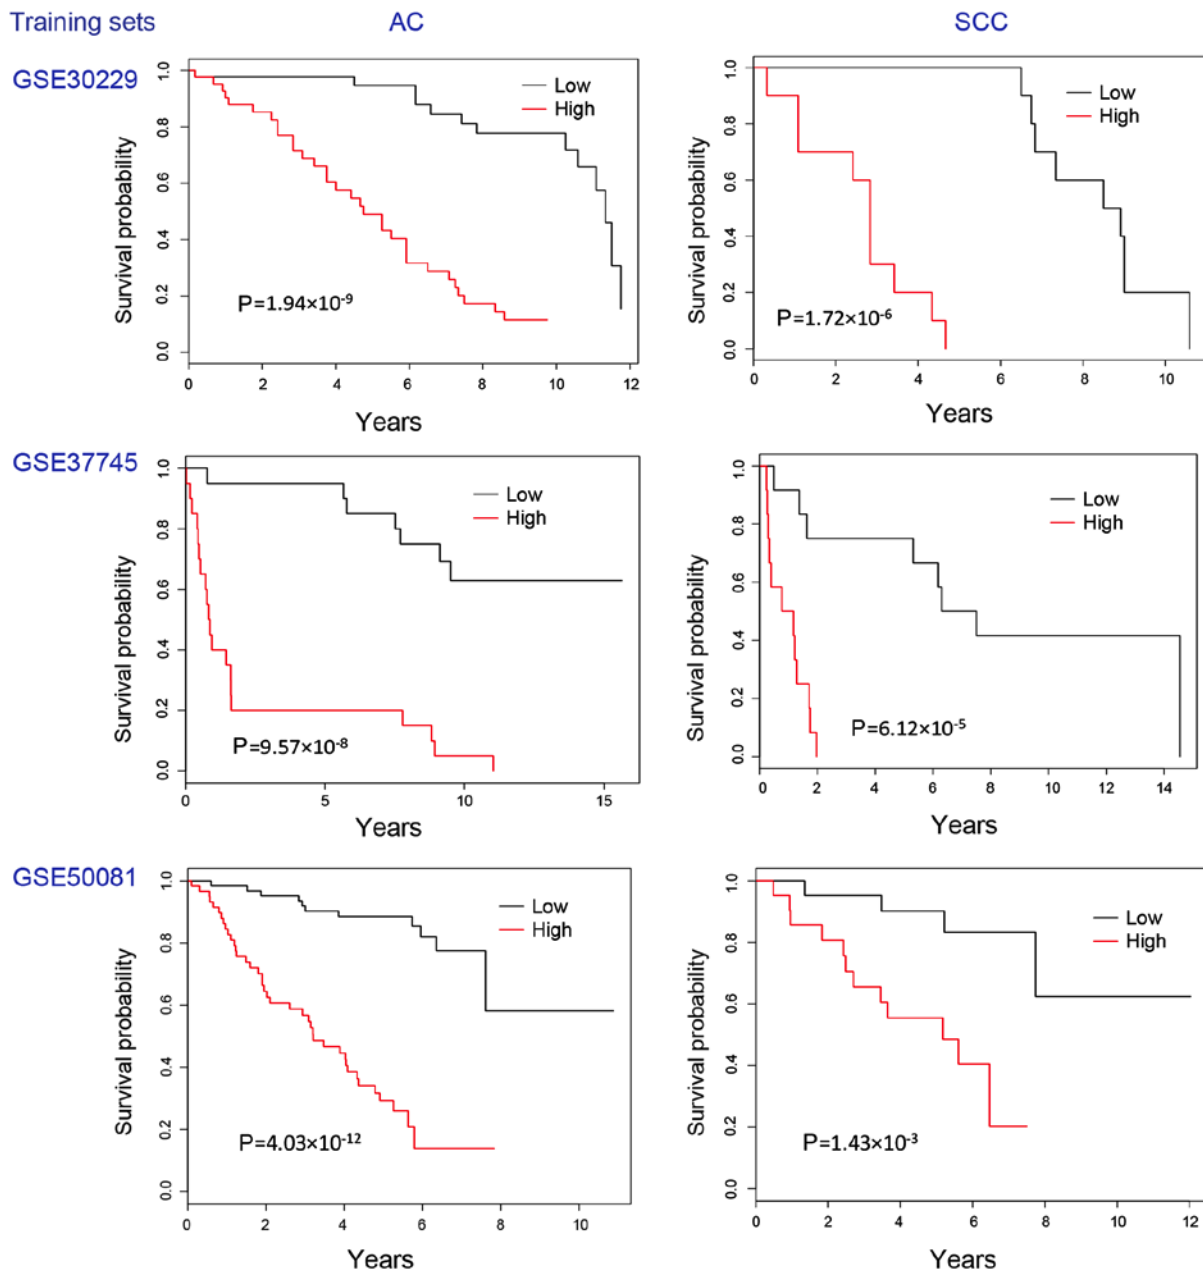 Training sets AC SCC
GSE30229
Survival probability
0.0 0.2 0.4 0.6 0.8 1.0
Low
High
P=1.94×10⁻⁹
0 2 4 6 8 10 12
Years
Survival probability
0.0 0.2 0.4 0.6 0.8 1.0
Low
High
P=1.72×10⁻⁶
0 2 4 6 8 10
Years
GSE37745
Survival probability
0.0 0.2 0.4 0.6 0.8 1.0
Low
High
P=9.57×10⁻⁸
0 5 10 15
Years
Survival probability
0.0 0.2 0.4 0.6 0.8 1.0
Low
High
P=6.12×10⁻⁵
0 2 4 6 8 10 12 14
Years
GSE50081
Survival probability
0.0 0.2 0.4 0.6 0.8 1.0
Low
High
P=4.03×10⁻¹²
0 2 4 6 8 10
Years
Survival probability
0.0 0.2 0.4 0.6 0.8 1.0
Low
High
P=1.43×10⁻³
0 2 4 6 8 10 12
Years